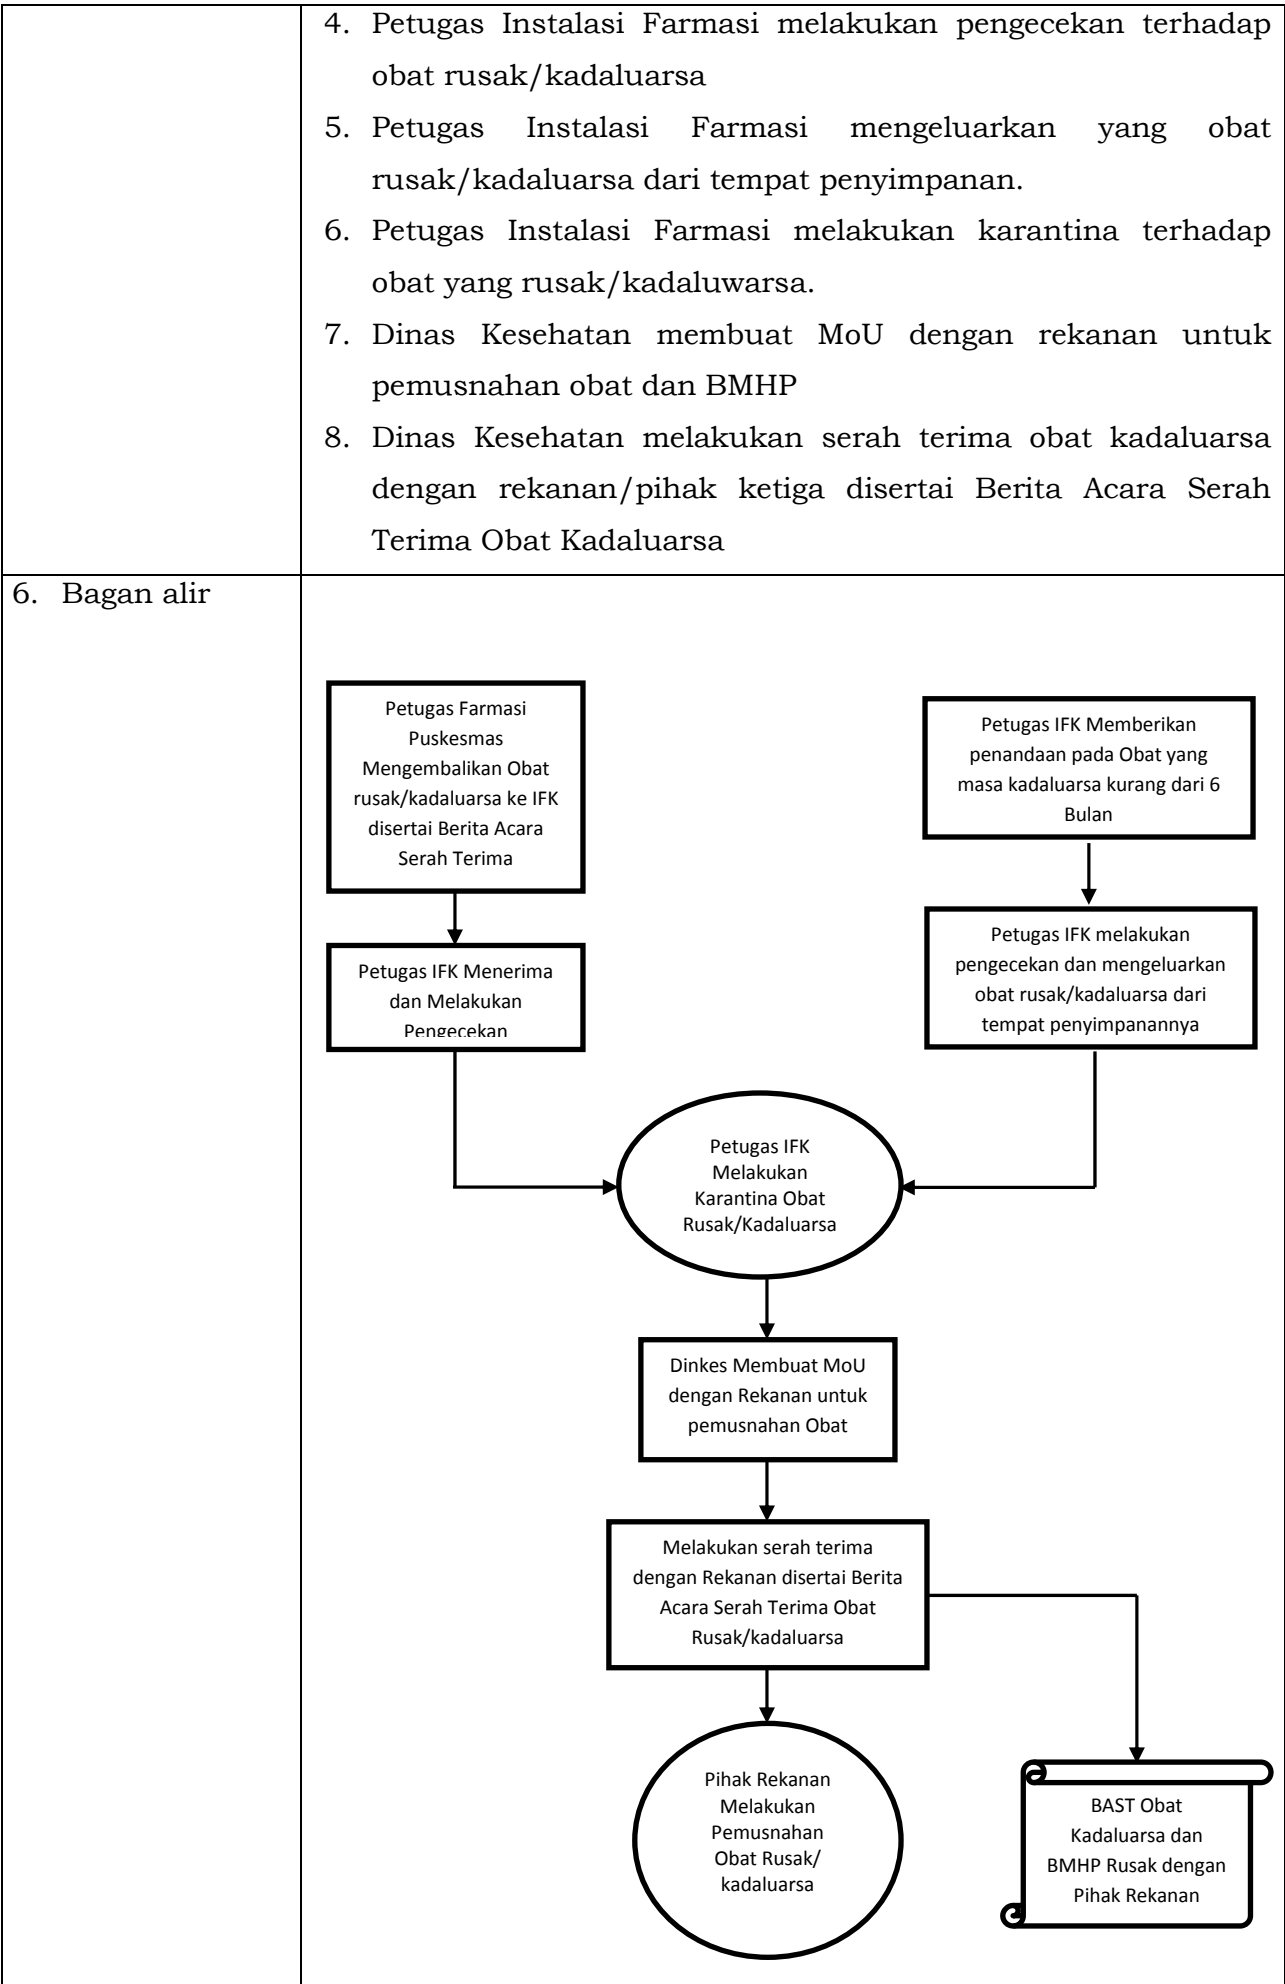 4. Petugas Instalasi Farmasi melakukan pengecekan terhadap
obat rusak/kadaluarsa
5. Petugas Instalasi Farmasi mengeluarkan yang obat
rusak/kadaluarsa dari tempat penyimpanan.
6. Petugas Instalasi Farmasi melakukan karantina terhadap
obat yang rusak/kadaluwarsa.
7. Dinas Kesehatan membuat MoU dengan rekanan untuk
pemusnahan obat dan BMHP
8. Dinas Kesehatan melakukan serah terima obat kadaluarsa
dengan rekanan/pihak ketiga disertai Berita Acara Serah
Terima Obat Kadaluarsa
6. Bagan alir
Petugas Farmasi
Puskesmas
Mengembalikan Obat
rusak/kadaluarsa ke IFK
disertai Berita Acara
Serah Terima
Petugas IFK Memberikan
penandaan pada Obat yang
masa kadaluarsa kurang dari 6
Bulan
Petugas IFK Menerima
dan Melakukan
Pengecekan
Petugas IFK melakukan
pengecekan dan mengeluarkan
obat rusak/kadaluarsa dari
tempat penyimpanannya
Petugas IFK
Melakukan
Karantina Obat
Rusak/Kadaluarsa
Dinkes Membuat MoU
dengan Rekanan untuk
pemusnahan Obat
Melakukan serah terima
dengan Rekanan disertai Berita
Acara Serah Terima Obat
Rusak/kadaluarsa
Pihak Rekanan
Melakukan
Pemusnahan
Obat Rusak/
kadaluarsa
BAST Obat
Kadaluarsa dan
BMHP Rusak dengan
Pihak Rekanan